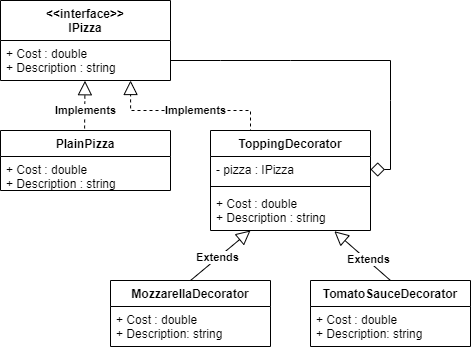 <<interface>>
IPizza
+ Cost : double
+ Description : string
Implements
Implements
PlainPizza
+ Cost : double
+ Description : string
ToppingDecorator
- pizza : IPizza
+ Cost : double
+ Description : string
Extends
Extends
MozzarellaDecorator
+ Cost : double
+ Description: string
TomatoSauceDecorator
+ Cost : double
+ Description: string